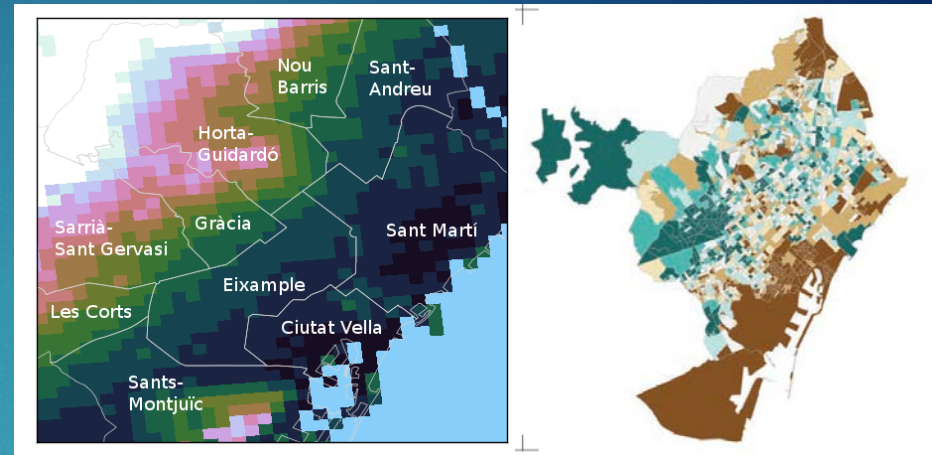 Nou
Barris
Sant-
Andreu
Horta-
Guidardó
Sarrià-
Sant Gervasi
Gràcia
Sant Martí
Eixample
Les Corts
Ciutat Vella
Sants-
Montjuïc